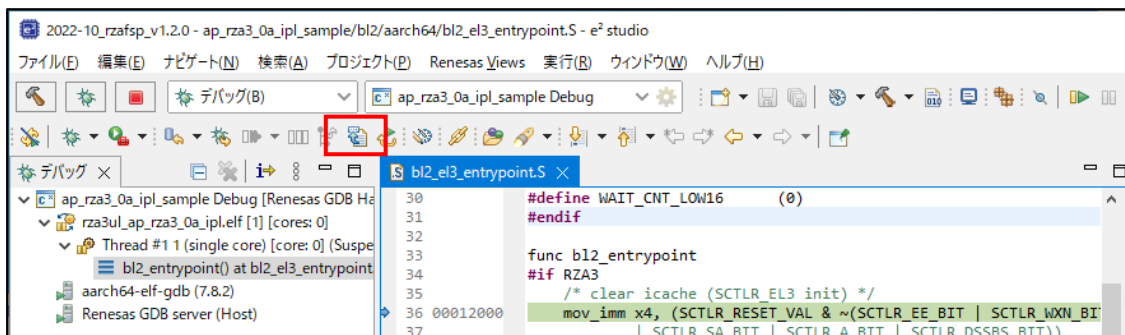 2022-10_rzafsp_v1.2.0 - ap_rza3_0a_ipl_sample/bl2/aarch64/bl2_el3_entrypoint.S - e² studio
ファイル(F) 編集(E) ナビゲート(N) 検索(A) プロジェクト(P) Renesas Views 実行(R) ウィンドウ(W) ヘルプ(H)
デバッグ(B) ap_rza3_0a_ipl_sample Debug
デバッグ
ap_rza3_0a_ipl_sample Debug [Renesas GDB Ha
rza3ul_ap_rza3_0a_ipl.elf [1] [cores: 0]
Thread #1 1 (single core) [core: 0] (Suspe
bl2_entrypoint() at bl2_el3_entrypoint.
aarch64-elf-gdb (7.8.2)
Renesas GDB server (Host)
bl2_el3_entrypoint.S
30 #define WAIT_CNT_LOW16 (0)
31 #endif
32
33 func bl2_entrypoint
34 #if RZA3
35 /* clear icache (SCTLR_EL3 init) */
36 00012000 mov_imm x4, (SCTLR_RESET_VAL & ~(SCTLR_EE_BIT | SCTLR_WXN_BIT
37 | SCTLR_SA_BIT | SCTLR_A_BIT | SCTLR_DSSBS_BIT))